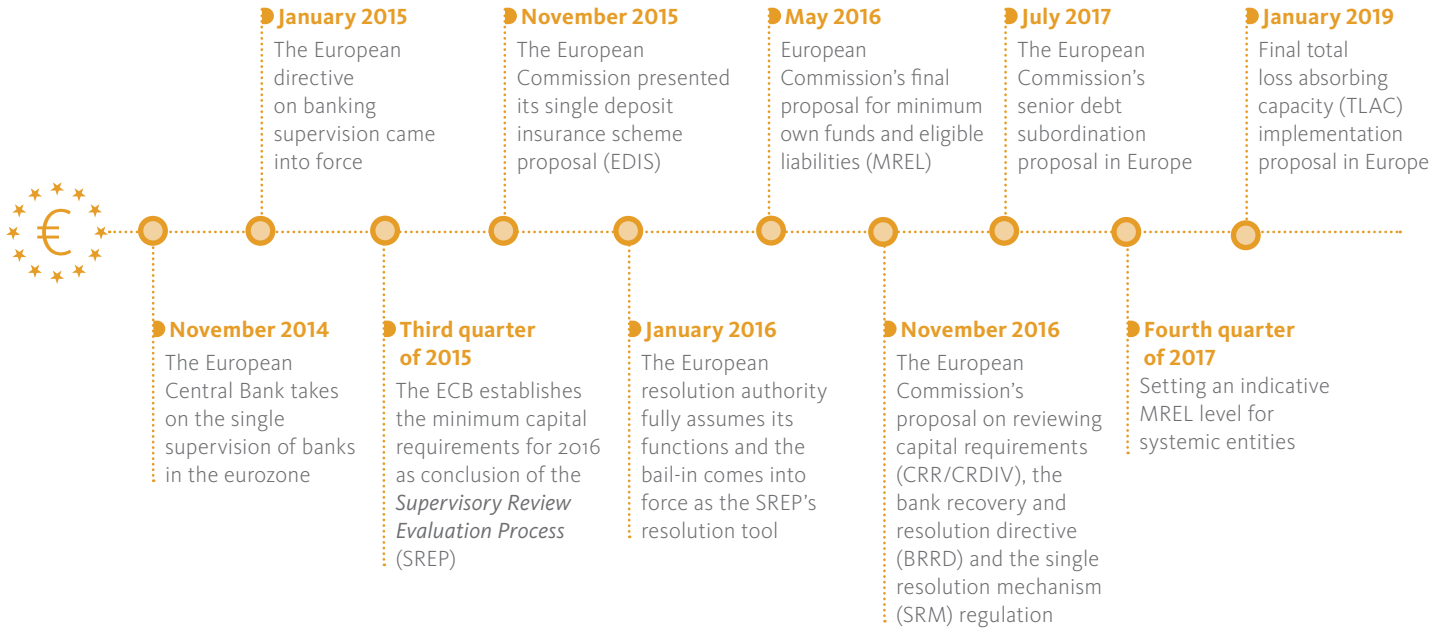 January 2015
The European
directive
on banking
supervision came
into force
November 2015
The European
Commission presented
its single deposit
insurance scheme
proposal (EDIS)
May 2016
European
Commission’s final
proposal for minimum
own funds and eligible
liabilities (MREL)
July 2017
The European
Commission’s
senior debt
subordination
proposal in Europe
January 2019
Final total
loss absorbing
capacity (TLAC)
implementation
proposal in Europe
€
November 2014
The European
Central Bank takes
on the single
supervision of banks
in the eurozone
Third quarter
of 2015
The ECB establishes
the minimum capital
requirements for 2016
as conclusion of the
Supervisory Review
Evaluation Process
(SREP)
January 2016
The European
resolution authority
fully assumes its
functions and the
bail-in comes into
force as the SREP’s
resolution tool
November 2016
The European
Commission’s
proposal on reviewing
capital requirements
(CRR/CRDIV), the
bank recovery and
resolution directive
(BRRD) and the single
resolution mechanism
(SRM) regulation
Fourth quarter
of 2017
Setting an indicative
MREL level for
systemic entities